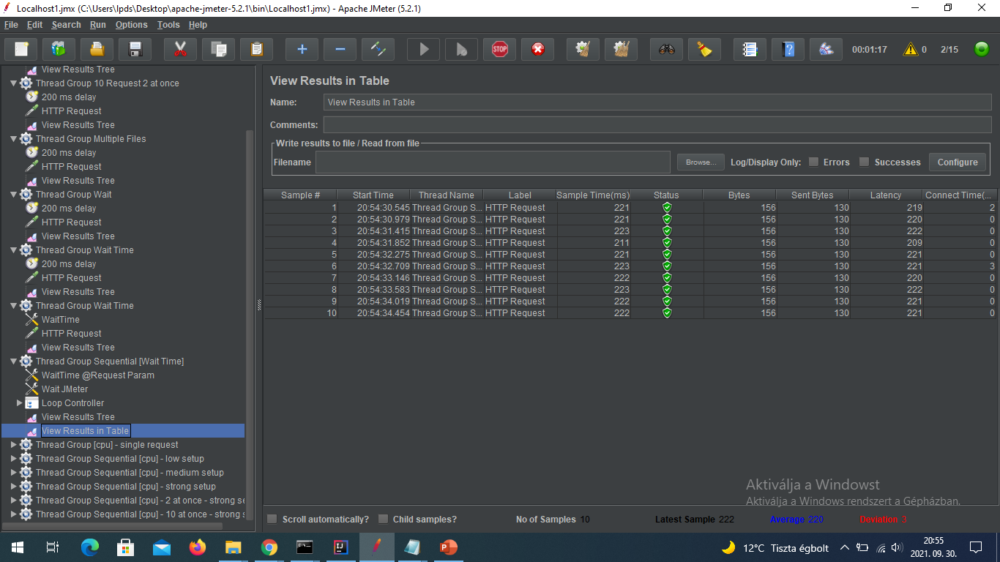 Localhost1.jmx (C:\Users\lpds\Desktop\apache-jmeter-5.2.1\bin\Localhost1.jmx) - Apache JMeter (5.2.1)
File Edit Search Run Options Tools Help
STOP 00:01:17 0 2/15
View Results Tree
Thread Group 10 Request 2 at once
200 ms delay
HTTP Request
View Results Tree
Thread Group Multiple Files
200 ms delay
HTTP Request
View Results Tree
Thread Group Wait
200 ms delay
HTTP Request
View Results Tree
Thread Group Wait Time
200 ms delay
HTTP Request
View Results Tree
Thread Group Wait Time
WaitTime
HTTP Request
View Results Tree
Thread Group Sequential [Wait Time]
WaitTime @Request Param
Wait JMeter
Loop Controller
View Results Tree
View Results in Table
Thread Group [cpu] - single request
Thread Group Sequential [cpu] - low setup
Thread Group Sequential [cpu] - medium setup
Thread Group Sequential [cpu] - strong setup
Thread Group Sequential [cpu] - 2 at once - strong se
Thread Group Sequential [cpu] - 10 at once - strong s
View Results in Table
Name: View Results in Table
Comments:
Write results to file / Read from file
Filename Browse... Log/Display Only: Errors Successes Configure
Sample # Start Time Thread Name Label Sample Time(ms) Status Bytes Sent Bytes Latency Connect Time(...
1 20:54:30.545 Thread Group S... HTTP Request 221 156 130 219 2
2 20:54:30.979 Thread Group S... HTTP Request 221 156 130 220 0
3 20:54:31.415 Thread Group S... HTTP Request 223 156 130 222 0
4 20:54:31.852 Thread Group S... HTTP Request 211 156 130 209 0
5 20:54:32.275 Thread Group S... HTTP Request 221 156 130 221 0
6 20:54:32.709 Thread Group S... HTTP Request 223 156 130 221 3
7 20:54:33.146 Thread Group S... HTTP Request 222 156 130 220 0
8 20:54:33.583 Thread Group S... HTTP Request 223 156 130 222 0
9 20:54:34.019 Thread Group S... HTTP Request 222 156 130 221 0
10 20:54:34.454 Thread Group S... HTTP Request 222 156 130 221 0
Aktiválja a Windowst
Aktiválja a Windows rendszert a Gépházban.
Scroll automatically? Child samples? No of Samples 10 Latest Sample 222 Average 220 Deviation 3
12°C Tiszta égbolt
20:55
2021. 09. 30.